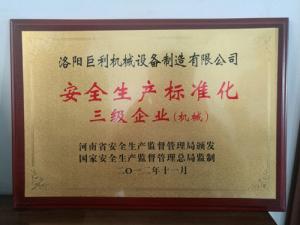 洛阳巨利机械设备制造有限公司
安全生产标准化
三级企业(机械)
河南省安全生产监督管理局颁发
国家安全生产监督管理总局监制
二〇一二年十一月